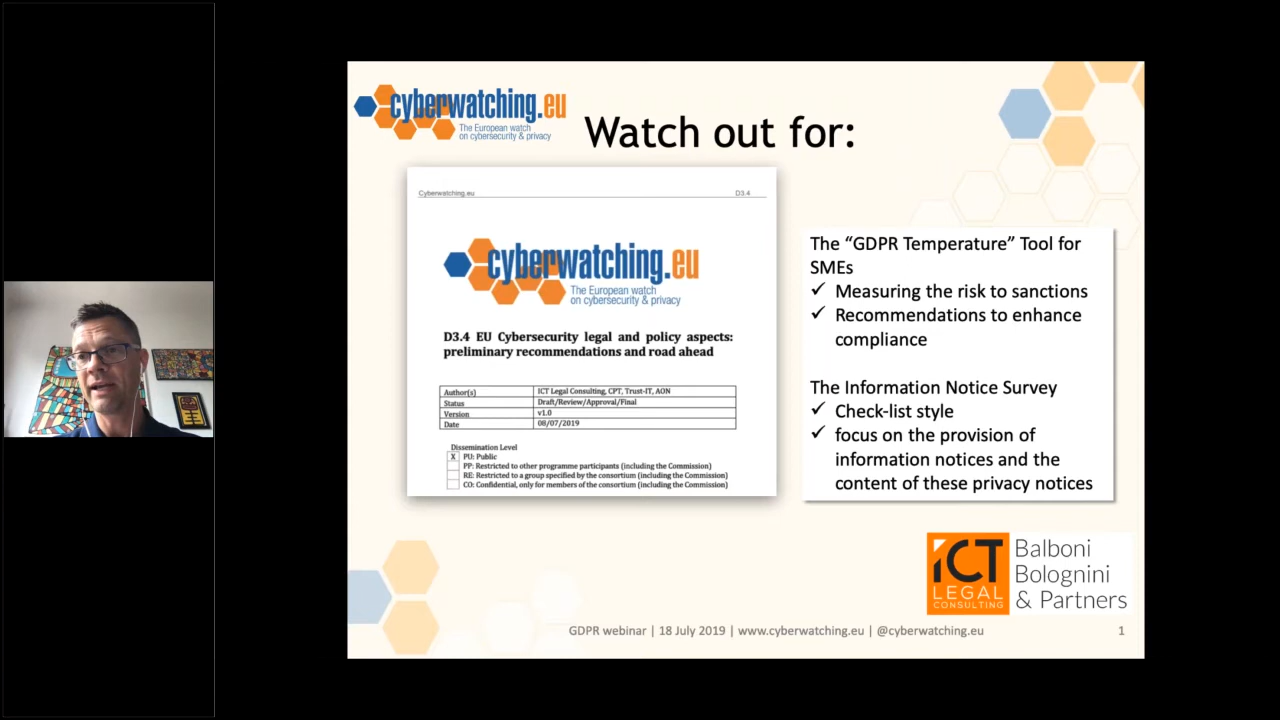 cyberwatching.eu
The European watch
on cybersecurity & privacy
Watch out for:
Cyberwatching.eu D3.4
cyberwatching.eu
The European watch
on cybersecurity & privacy
D3.4 EU Cybersecurity legal and policy aspects:
preliminary recommendations and road ahead
Author(s) ICT Legal Consulting, CPT, Trust-IT, AON
Status Draft/Review/Approval/Final
Version v1.0
Date 08/07/2019
Dissemination Level
X PU: Public
PP: Restricted to other programme participants (including the Commission)
RE: Restricted to a group specified by the consortium (including the Commission)
CO: Confidential, only for members of the consortium (including the Commission)
The “GDPR Temperature” Tool for
SMEs
✓ Measuring the risk to sanctions
✓ Recommendations to enhance
compliance
The Information Notice Survey
✓ Check-list style
✓ focus on the provision of
information notices and the
content of these privacy notices
iCT
LEGAL
CONSULTING
Balboni
Bolognini
& Partners
GDPR webinar | 18 July 2019 | www.cyberwatching.eu | @cyberwatching.eu 1